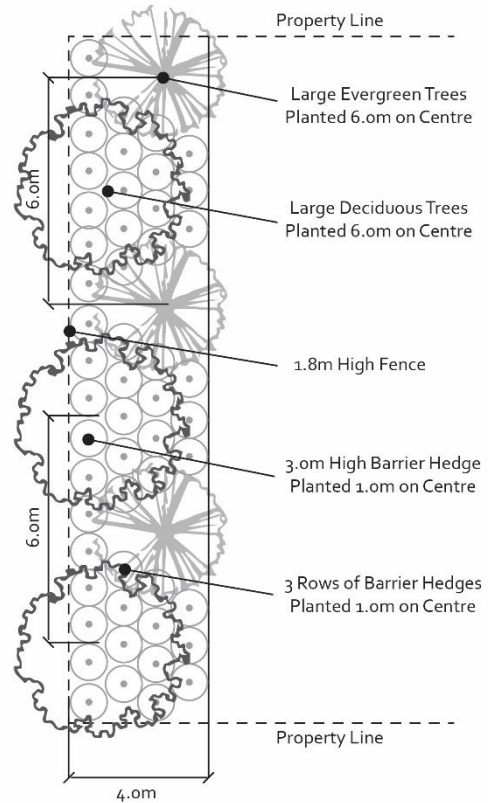 Property Line
Large Evergreen Trees
Planted 6.0m on Centre
6.0m
Large Deciduous Trees
Planted 6.0m on Centre
1.8m High Fence
3.0m High Barrier Hedge
Planted 1.0m on Centre
6.0m
3 Rows of Barrier Hedges
Planted 1.0m on Centre
Property Line
4.0m